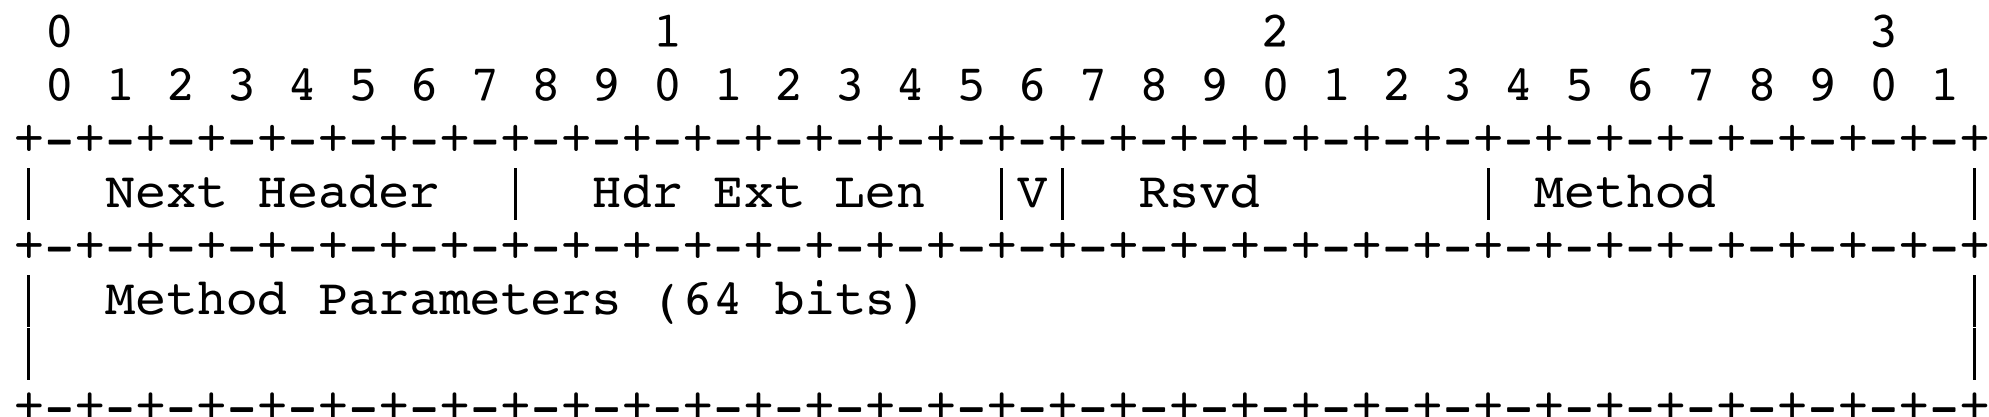 0                   1                   2                   3
 0 1 2 3 4 5 6 7 8 9 0 1 2 3 4 5 6 7 8 9 0 1 2 3 4 5 6 7 8 9 0 1
+-+-+-+-+-+-+-+-+-+-+-+-+-+-+-+-+-+-+-+-+-+-+-+-+-+-+-+-+-+-+-+-+
|  Next Header  |  Hdr Ext Len  |V|  Rsvd       | Method        |
+-+-+-+-+-+-+-+-+-+-+-+-+-+-+-+-+-+-+-+-+-+-+-+-+-+-+-+-+-+-+-+-+
|  Method Parameters (64 bits)                                  |
|                                                               |
+-+-+-+-+-+-+-+-+-+-+-+-+-+-+-+-+-+-+-+-+-+-+-+-+-+-+-+-+-+-+-+-+